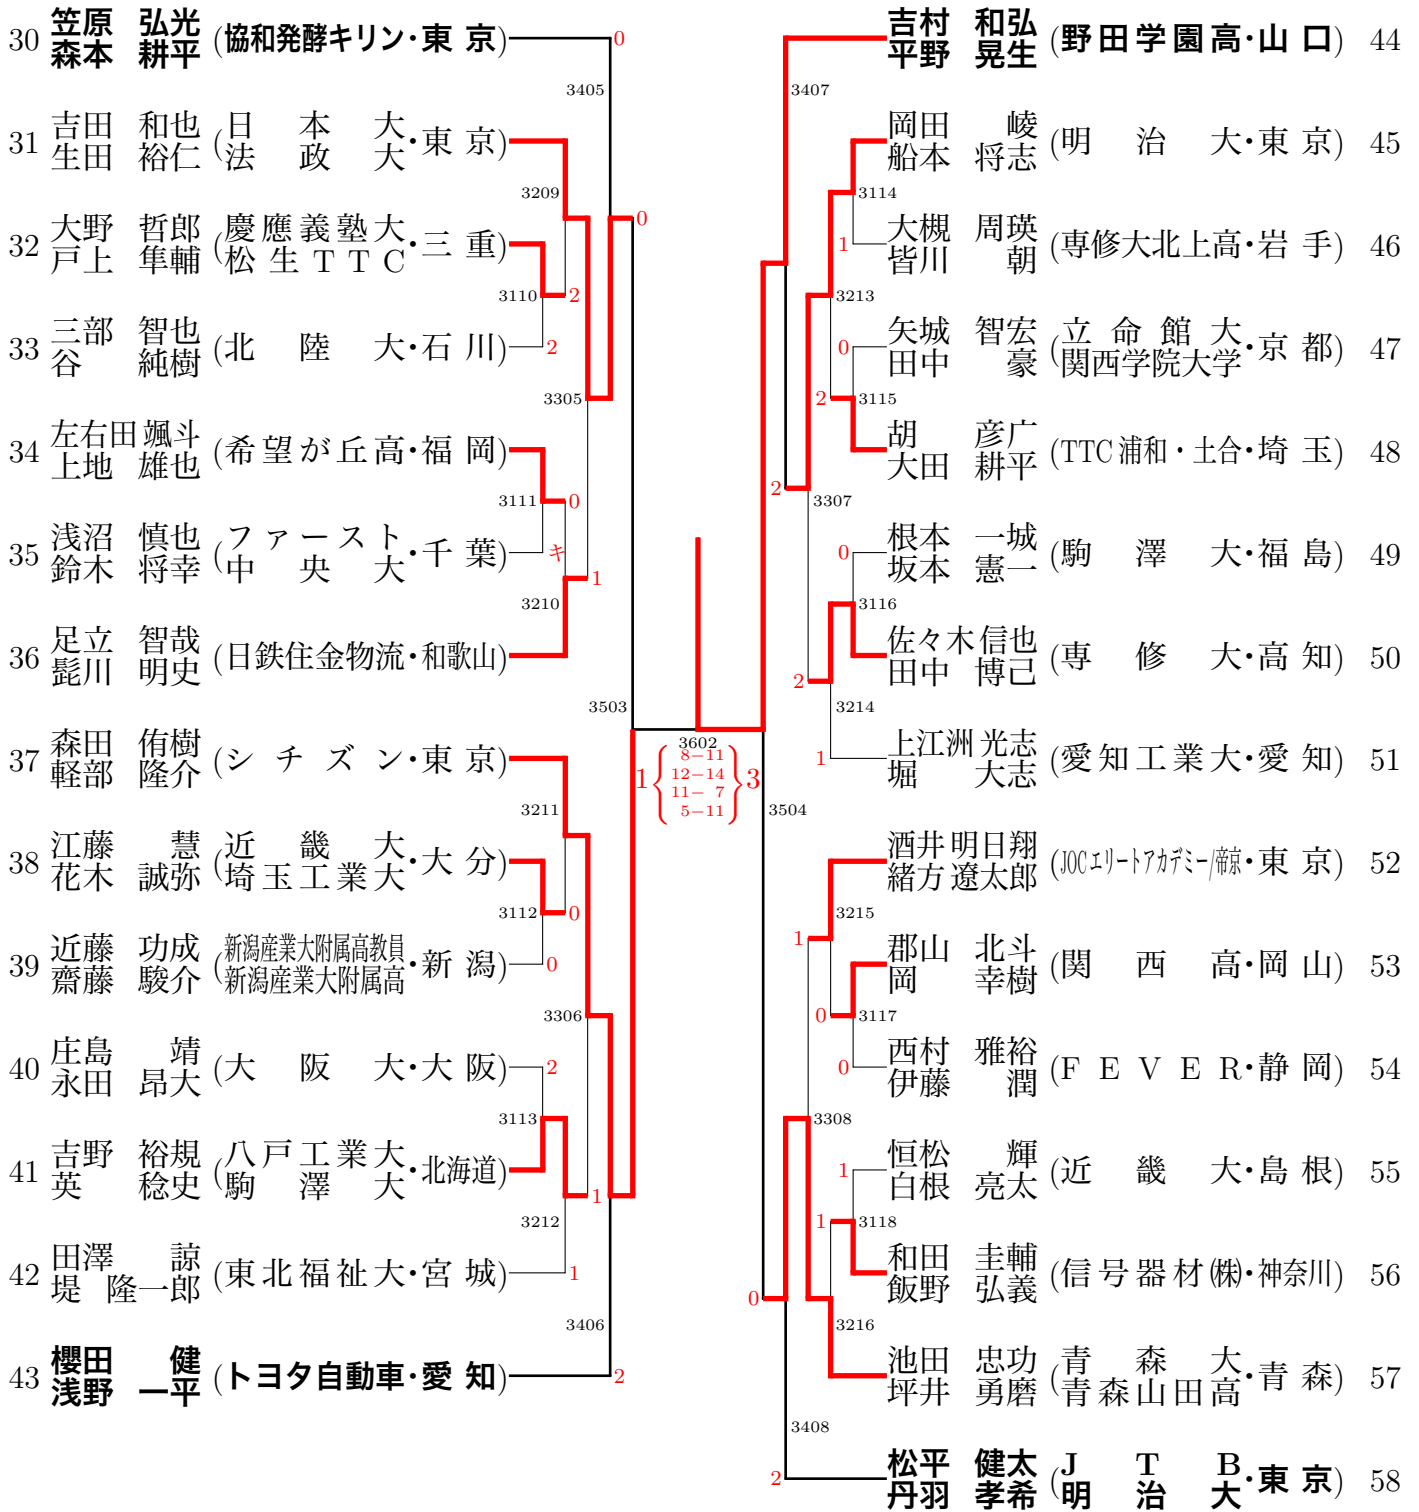 30 笠原 弘光 森本 耕平 (協和発酵キリン・東 京) 0
3405
31 吉田 和也 生田 裕仁 (日本大 法政大・東 京)
3209
0
32 大野 哲郎 戸上 隼輔 (慶應義塾大 松生TTC・三 重)
3110 2
33 三部 智也 谷 純樹 (北陸大・石 川) 2
3305
34 左右田颯斗 上地 雄也 (希望が丘高・福 岡)
3111 0
35 浅沼 慎也 鈴木 将幸 (ファースト 中央大・千 葉) キ
3210 1
36 足立 智哉 髭川 明史 (日鉄住金物流・和歌山)
3503
37 森田 侑樹 軽部 隆介 (シチズン・東 京)
3211
38 江藤 慧 花木 誠弥 (近畿大 埼玉工業大・大 分)
3112 0
39 近藤 功成 齋藤 駿介 (新潟産業大附属高教員 新潟産業大附属高・新 潟) 0
3306
40 庄島 靖 永田 昂大 (大阪大・大 阪) 2
3113
41 吉野 裕規 英 稔史 (八戸工業大 駒澤大・北海道)
1
3212
42 田澤 諒 堤 隆一郎 (東北福祉大・宮 城) 1
3406
43 櫻田 健 浅野 一平 (トヨタ自動車・愛 知) 2
3602
1 3
8-11
12-14
11- 7
5-11
吉村 和弘 平野 晃生 (野田学園高・山 口) 44
3407
岡田 崚 船本 将志 (明治大・東 京) 45
3114
1 大槻 周瑛 皆川 朝 (専修大北上高・岩 手) 46
3213
0 矢城 智宏 田中 豪 (立命館大 関西学院大学・京 都) 47
2 3115
胡 彦广 大田 耕平 (TTC浦和・土合・埼 玉) 48
2 3307
0 根本 一城 坂本 憲一 (駒澤大・福 島) 49
3116
佐々木信也 田中 博己 (専修大・高 知) 50
2 3214
1 上江洲光志 堀 大志 (愛知工業大・愛 知) 51
3504
酒井明日翔 緒方遼太郎 (JOCエリートアカデミー/帝京・東 京) 52
3215
1
郡山 北斗 岡 幸樹 (関西高・岡 山) 53
0 3117
0 西村 雅裕 伊藤 潤 (FEVER・静 岡) 54
3308
1 恒松 輝 白根 亮太 (近畿大・島 根) 55
1 3118
和田 圭輔 飯野 弘義 (信号器材㈱・神奈川) 56
0 3216
池田 忠功 坪井 勇磨 (青森大 青森山田高・青 森) 57
3408
2 松平 健太 丹羽 孝希 (JTB 明治大・東 京) 58